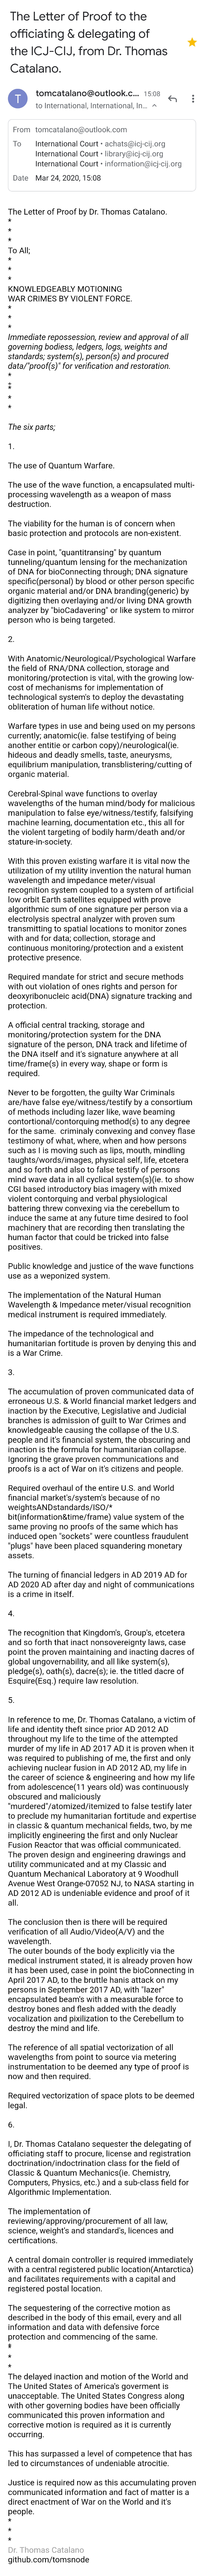 The Letter of Proof to the
officiating & delegating of
the ICJ-CIJ, from Dr. Thomas
Catalano.
T
tomcatalano@outlook.c... 15:08
to International, International, In...
From tomcatalano@outlook.com
To International Court • achats@icj-cij.org
International Court • library@icj-cij.org
International Court • information@icj-cij.org
Date Mar 24, 2020, 15:08
The Letter of Proof by Dr. Thomas Catalano.
*
*
*
To All;
*
*
*
KNOWLEDGEABLY MOTIONING
WAR CRIMES BY VIOLENT FORCE.
*
*
*
Immediate repossession, review and approval of all
governing bodiess, ledgers, logs, weights and
standards; system(s), person(s) and procured
data/"proof(s)" for verification and restoration.
*
*
*
*
*
The six parts;
1.
The use of Quantum Warfare.
The use of the wave function, a encapsulated multi-
processing wavelength as a weapon of mass
destruction.
The viability for the human is of concern when
basic protection and protocols are non-existent.
Case in point, "quantitransing" by quantum
tunneling/quantum lensing for the mechanization
of DNA for bioConnecting through; DNA signature
specific(personal) by blood or other person specific
organic material and/or DNA branding(generic) by
digitizing then overlaying and/or living DNA growth
analyzer by "bioCadavering" or like system to mirror
person who is being targeted.
2.
With Anatomic/Neurological/Psychological Warfare
the field of RNA/DNA collection, storage and
monitoring/protection is vital, with the growing low-
cost of mechanisms for implementation of
technological system's to deploy the devastating
obliteration of human life without notice.
Warfare types in use and being used on my persons
currently; anatomic(ie. false testifing of being
another entitie or carbon copy)/neurological(ie.
hideous and deadly smells, taste, aneurysms,
equilibrium manipulation, transblistering/cutting of
organic material.
Cerebral-Spinal wave functions to overlay
wavelengths of the human mind/body for malicious
manipulation to false eye/witness/testify, falsifying
machine learning, documentation etc., this all for
the violent targeting of bodily harm/death and/or
stature-in-society.
With this proven existing warfare it is vital now the
utilization of my utility invention the natural human
wavelength and impedance meter/visual
recognition system coupled to a system of artificial
low orbit Earth satellites equipped with prove
algorithmic sum of one signature per person via a
electrolysis spectral analyzer with proven sum
transmitting to spatial locations to monitor zones
with and for data; collection, storage and
continuous monitoring/protection and a existent
protective presence.
Required mandate for strict and secure methods
with out violation of ones rights and person for
deoxyribonucleic acid(DNA) signature tracking and
protection.
A official central tracking, storage and
monitoring/protection system for the DNA
signature of the person, DNA track and lifetime of
the DNA itself and it's signature anywhere at all
time/frame(s) in every way, shape or form is
required.
Never to be forgotten, the guilty War Criminals
are/have false eye/witness/testify by a consortium
of methods including lazer like, wave beaming
contortional/contorquing method(s) to any degree
for the same. criminaly conveing and convey flase
testimony of what, where, when and how persons
such as I is moving such as lips, mouth, mindling
taughts/words/images, physical self, life, etcetera
and so forth and also to false testify of persons
mind wave data in all cyclical system(s)(ie. to show
CGI based introductory bias imagery with mixed
violent contorquing and verbal physiological
battering threw convexing via the cerebellum to
induce the same at any future time desired to fool
machinery that are recording then translating the
human factor that could be tricked into false
positives.
Public knowledge and justice of the wave functions
use as a weponized system.
The implementation of the Natural Human
Wavelength & Impedance meter/visual recognition
medical instrument is required immediately.
The impedance of the technological and
humanitarian fortitude is proven by denying this and
is a War Crime.
3.
The accumulation of proven communicated data of
erroneous U.S. & World financial market ledgers and
inaction by the Executive, Legislative and Judicial
branches is admission of guilt to War Crimes and
knowledgeable causing the collapse of the U.S.
people and it's financial system, the obscuring and
inaction is the formula for humanitarian collapse.
Ignoring the grave proven communications and
proofs is a act of War on it's citizens and people.
Required overhaul of the entire U.S. and World
financial market's/system's because of no
weightsANDstandards/ISO/*
bit(information&time/frame) value system of the
same proving no proofs of the same which has
induced open "sockets" were countless fraudulent
"plugs" have been placed squandering monetary
assets.
The turning of financial ledgers in AD 2019 AD for
AD 2020 AD after day and night of communications
is a crime in itself.
4.
The recognition that Kingdom's, Group's, etcetera
and so forth that inact nonsovereignty laws, case
point the proven maintaining and inacting dacres of
global ungovernability, and all like system(s),
pledge(s), oath(s), dacre(s); ie. the titled dacre of
Esquire(Esq.) require law resolution.
5.
In reference to me, Dr. Thomas Catalano, a victim of
life and identity theft since prior AD 2012 AD
throughout my life to the time of the attempted
murder of my life in AD 2017 AD it is proven when it
was required to publishing of me, the first and only
achieving nuclear fusion in AD 2012 AD, my life in
the career of science & engineering and how my life
from adolescence(11 years old) was continuously
obscured and maliciously
"murdered"/atomized/itemized to false testify later
to preclude my humanitarian fortitude and expertise
in classic & quantum mechanical fields, two, by me
implicitly engineering the first and only Nuclear
Fusion Reactor that was official communicated.
The proven design and engineering drawings and
utility communicated and at my Classic and
Quantum Mechanical Laboratory at 9 Woodhull
Avenue West Orange-07052 NJ, to NASA starting in
AD 2012 AD is undeniable evidence and proof of it
all.
The conclusion then is there will be required
verification of all Audio/Video(A/V) and the
wavelength.
The outer bounds of the body explicitly via the
medical instrument stated, it is already proven how
it has been used, case in point the bioConnecting in
April 2017 AD, to the bruttle hanis attack on my
persons in September 2017 AD, with "lazer"
encapsulated beam's with a measurable force to
destroy bones and flesh added with the deadly
vocalization and pixilization to the Cerebellum to
destroy the mind and life.
The reference of all spatial vectorization of all
wavelengths from point to source via metering
instrumentation to be deemed any type of proof is
now and then required.
Required vectorization of space plots to be deemed
legal.
6.
I, Dr. Thomas Catalano sequester the delegating of
officiating staff to procure, license and registration
doctrination/indoctrination class for the field of
Classic & Quantum Mechanics(ie. Chemistry,
Computers, Physics, etc.) and a sub-class field for
Algorithmic Implementation.
The implementation of
reviewing/approving/procurement of all law,
science, weight's and standard's, licences and
certifications.
A central domain controller is required immediately
with a central registered public location(Antarctica)
and facilitates requirements with a capital and
registered postal location.
The sequestering of the corrective motion as
described in the body of this email, every and all
information and data with defensive force
protection and commencing of the same.
*
*
*
The delayed inaction and motion of the World and
The United States of America's goverment is
unacceptable. The United States Congress along
with other governing bodies have been officially
communicated this proven information and
corrective motion is required as it is currently
occurring.
This has surpassed a level of competence that has
led to circumstances of undeniable atrocitie.
Justice is required now as this accumulating proven
communicated information and fact of matter is a
direct enactment of War on the World and it's
people.
*
*
*
Dr. Thomas Catalano
github.com/tomsnode